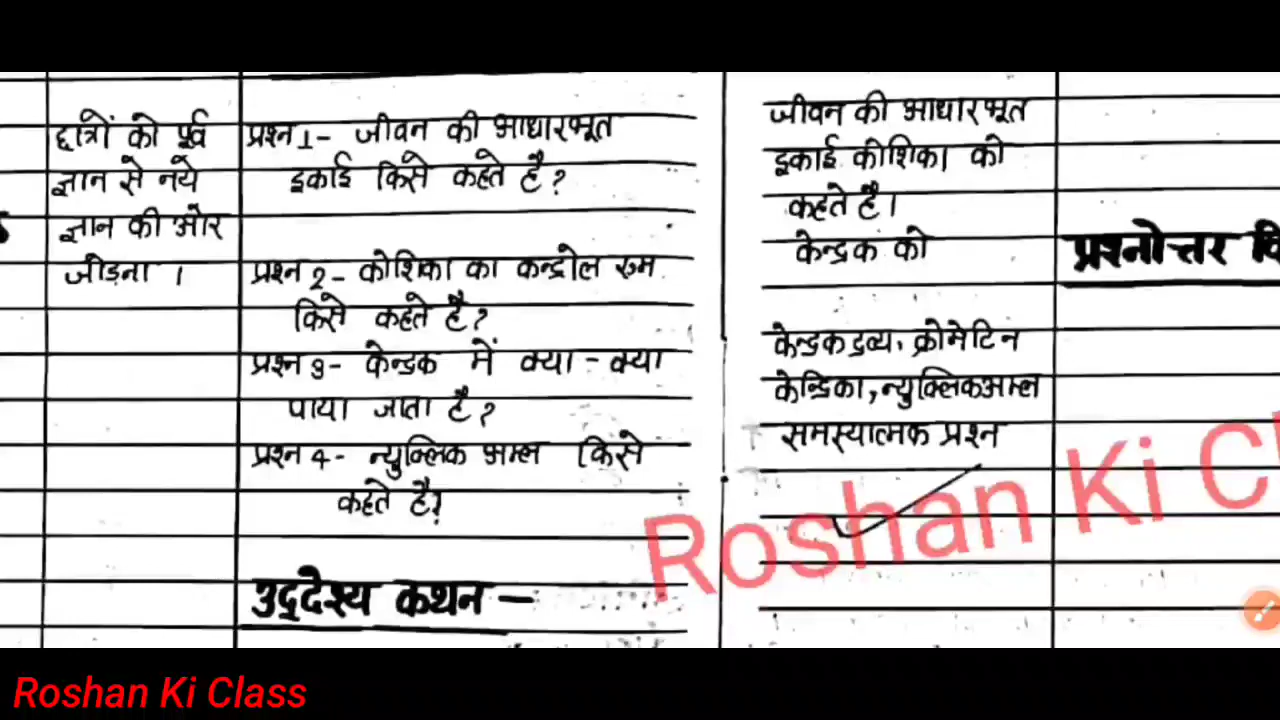 छात्रों को पूर्व
ज्ञान से नये
ज्ञान की ओर
जोड़ना ।
प्रश्न 1- जीवन की आधारभूत
इकाई किसे कहते है?
प्रश्न 2- कोशिका का कन्ट्रोल रूम
किसे कहते है?
प्रश्न 3- केन्द्रक में क्या - क्या
पाया जाता है?
प्रश्न 4- न्युक्लिक अम्ल किसे
कहते है?
उद्देश्य कथन -
जीवन की आधारभूत
इकाई कोशिका को
कहते है।
केन्द्रक को
केन्द्रक द्रव्य, क्रोमेटिन
केन्द्रिका, न्युक्लिक अम्ल
समस्यात्मक प्रश्न
प्रश्नोत्तर
Roshan Ki
Roshan Ki Class